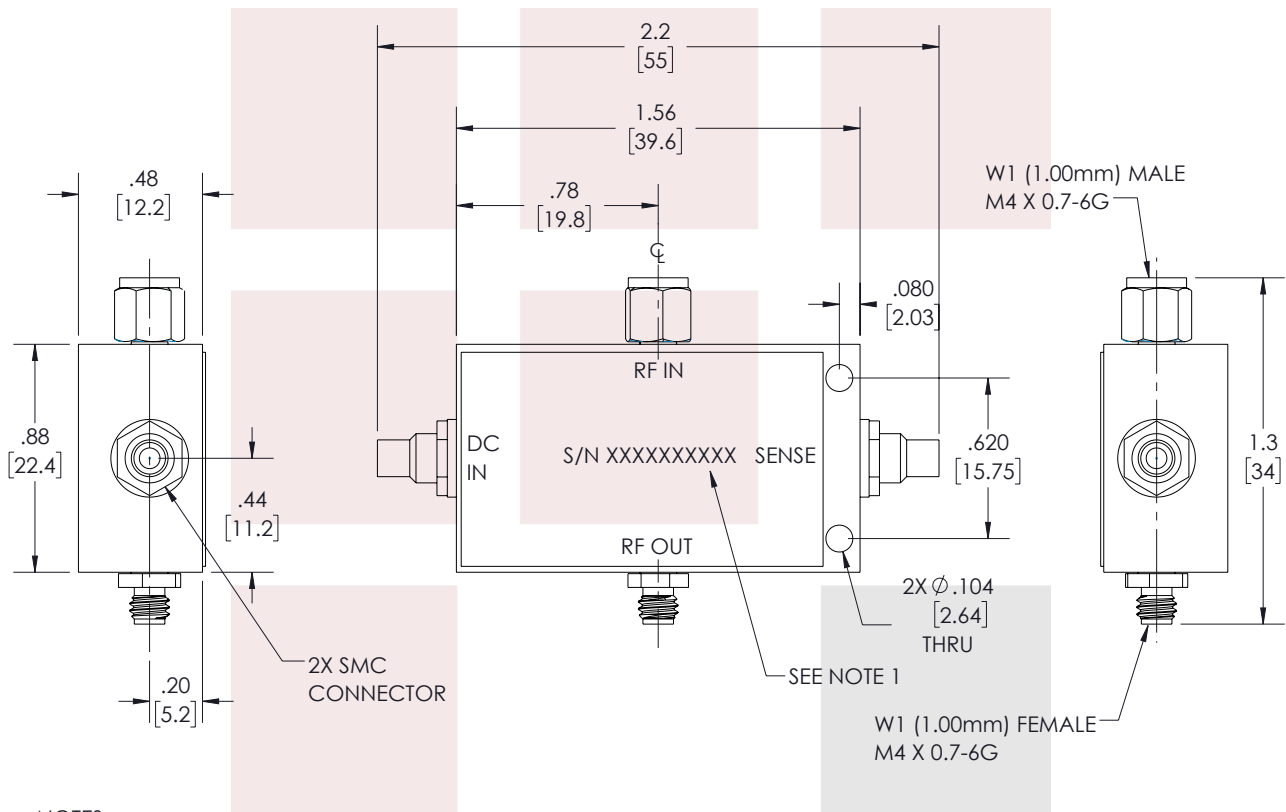 2.2
[55]
1.56
[39.6]
.48
[12.2]
.78
[19.8]
W1 (1.00mm) MALE
M4 X 0.7-6G
℄
.080
[2.03]
RF IN
.88
[22.4]
DC
IN
S/N XXXXXXXXXX SENSE
.620
[15.75]
1.3
[34]
.44
[11.2]
RF OUT
2X ∅.104
[2.64]
THRU
2X SMC
CONNECTOR
SEE NOTE 1
.20
[5.2]
W1 (1.00mm) FEMALE
M4 X 0.7-6G